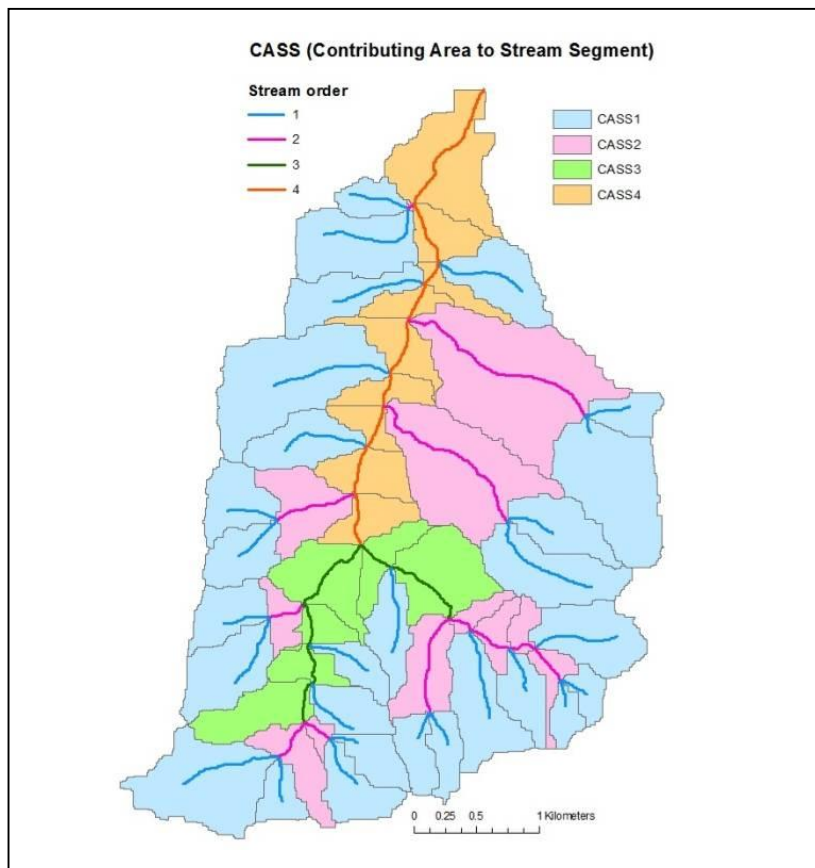 CASS (Contributing Area to Stream Segment)
Stream order
1
2
3
4
CASS1
CASS2
CASS3
CASS4
0 0.25 0.5 1 Kilometers